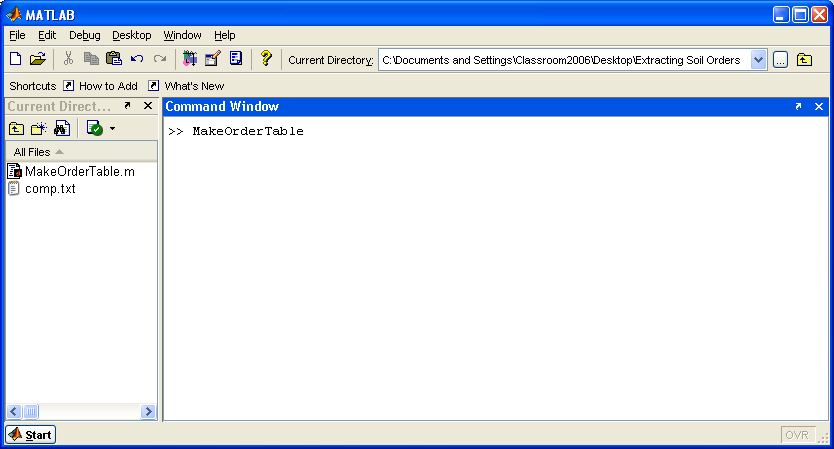 MATLAB
File Edit Debug Desktop Window Help
Current Directory: C:\Documents and Settings\Classroom2006\Desktop\Extracting Soil Orders ...
Shortcuts How to Add What's New
Current Direct... Command Window
>> MakeOrderTable
All Files
MakeOrderTable.m
comp.txt
Start OVR